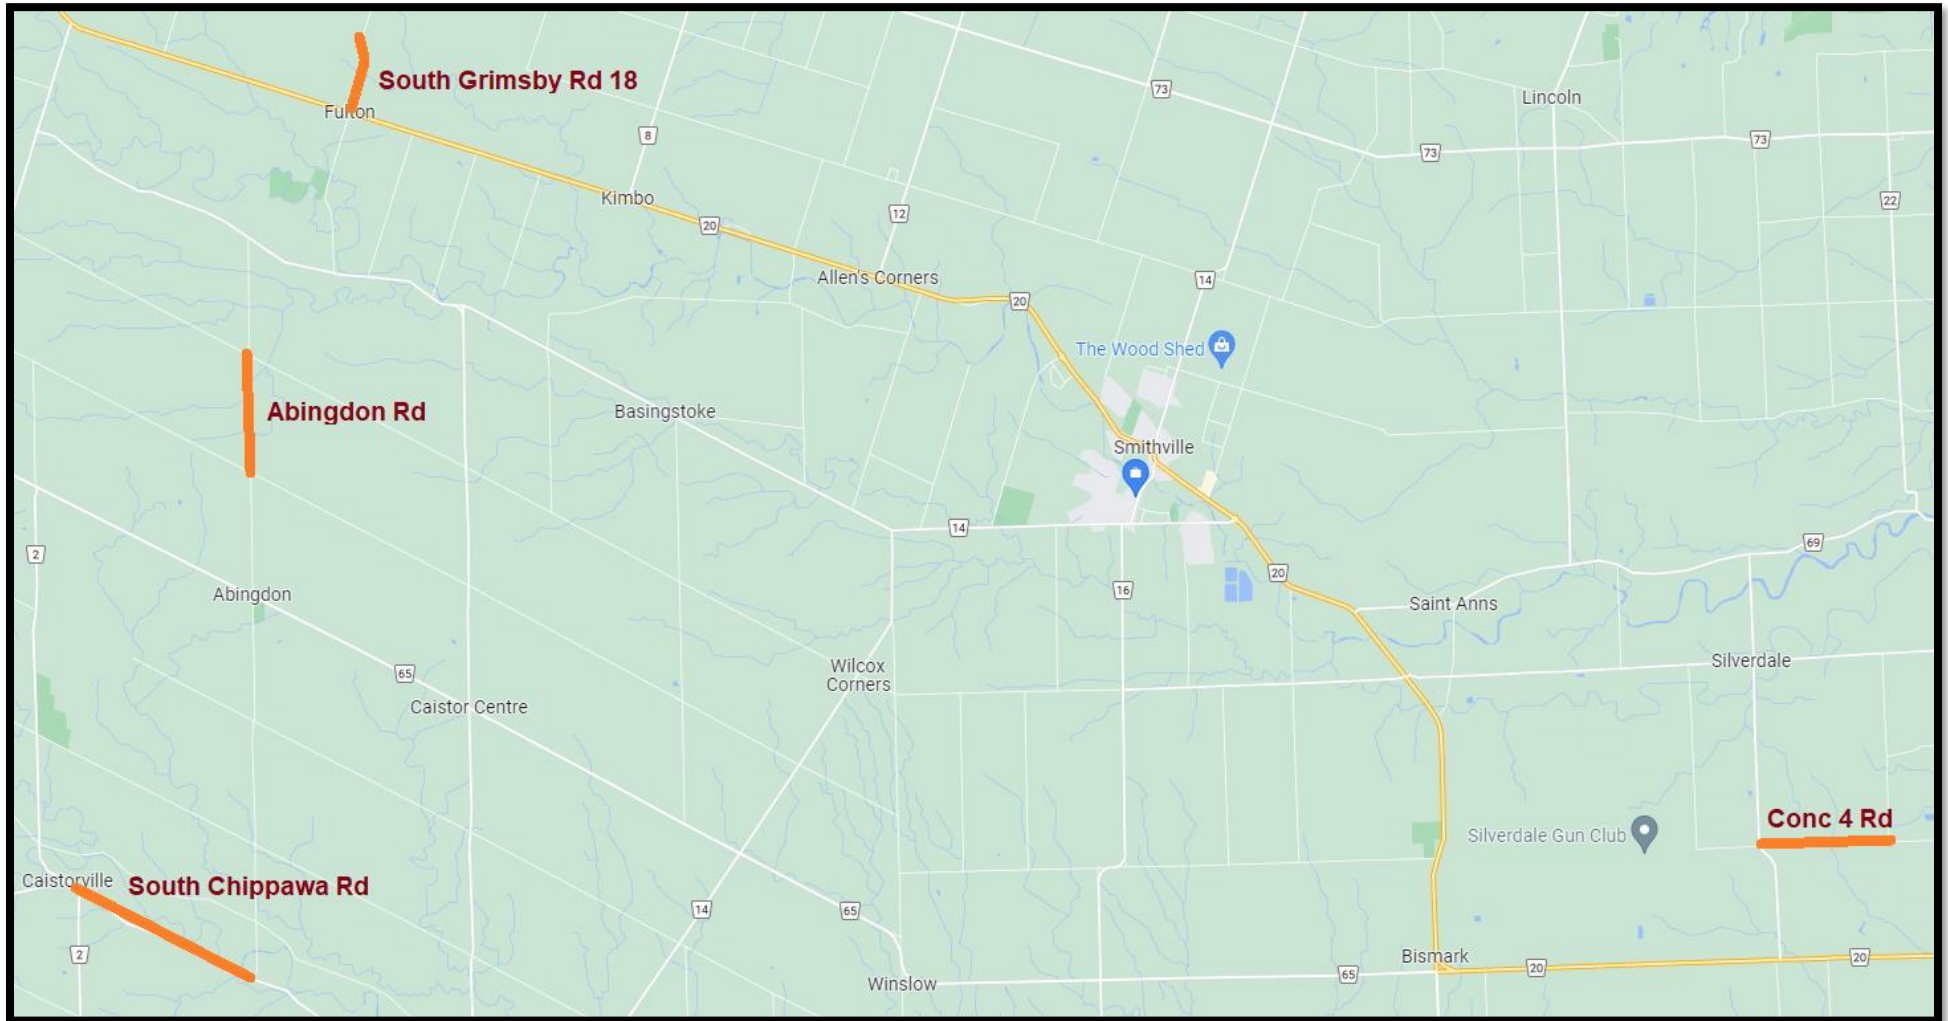 South Grimsby Rd 18
73
Lincoln
Fulton
8
73
73
Kimbo
20
12
22
Allen's Corners
20
14
The Wood Shed
Abingdon Rd
Basingstoke
Smithville
14
2
69
20
Abingdon
16
Saint Anns
65
Wilcox
Corners
Silverdale
Caistor Centre
Conc 4 Rd
Silverdale Gun Club
Caistorville
South Chippawa Rd
14
65
2
Bismark
20
20
65
Winslow